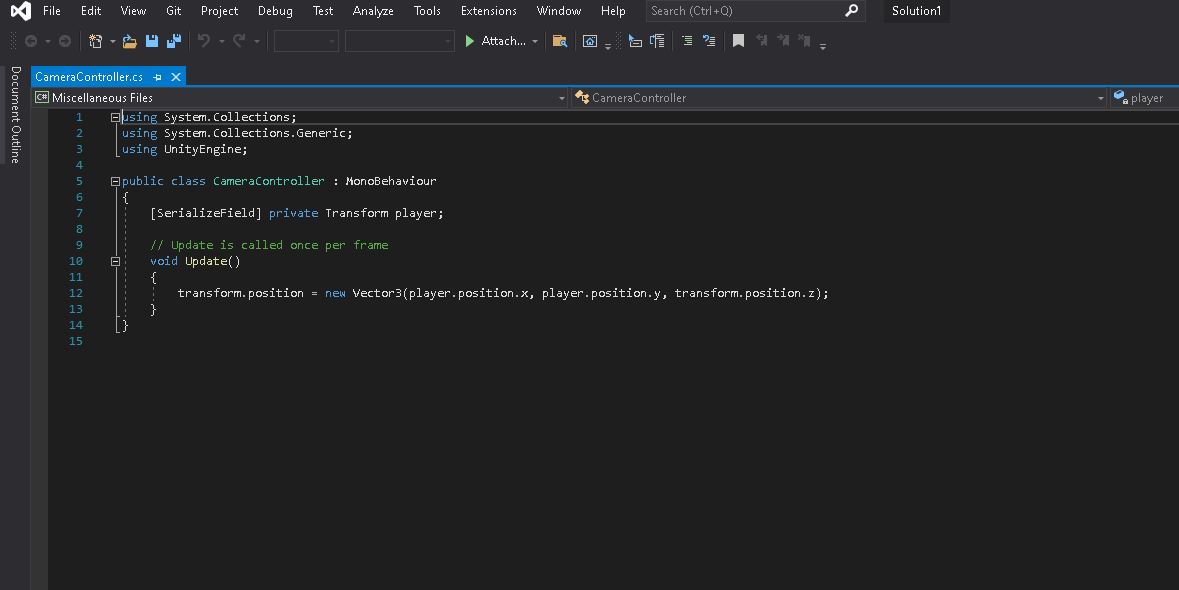 File Edit View Git Project Debug Test Analyze Tools Extensions Window Help Search (Ctrl+Q) Solution1
Attach...
Document Outline
CameraController.cs
C# Miscellaneous Files CameraController player
1 using System.Collections;
2 using System.Collections.Generic;
3 using UnityEngine;
4
5 public class CameraController : MonoBehaviour
6 {
7 [SerializeField] private Transform player;
8
9 // Update is called once per frame
10 void Update()
11 {
12 transform.position = new Vector3(player.position.x, player.position.y, transform.position.z);
13 }
14 }
15